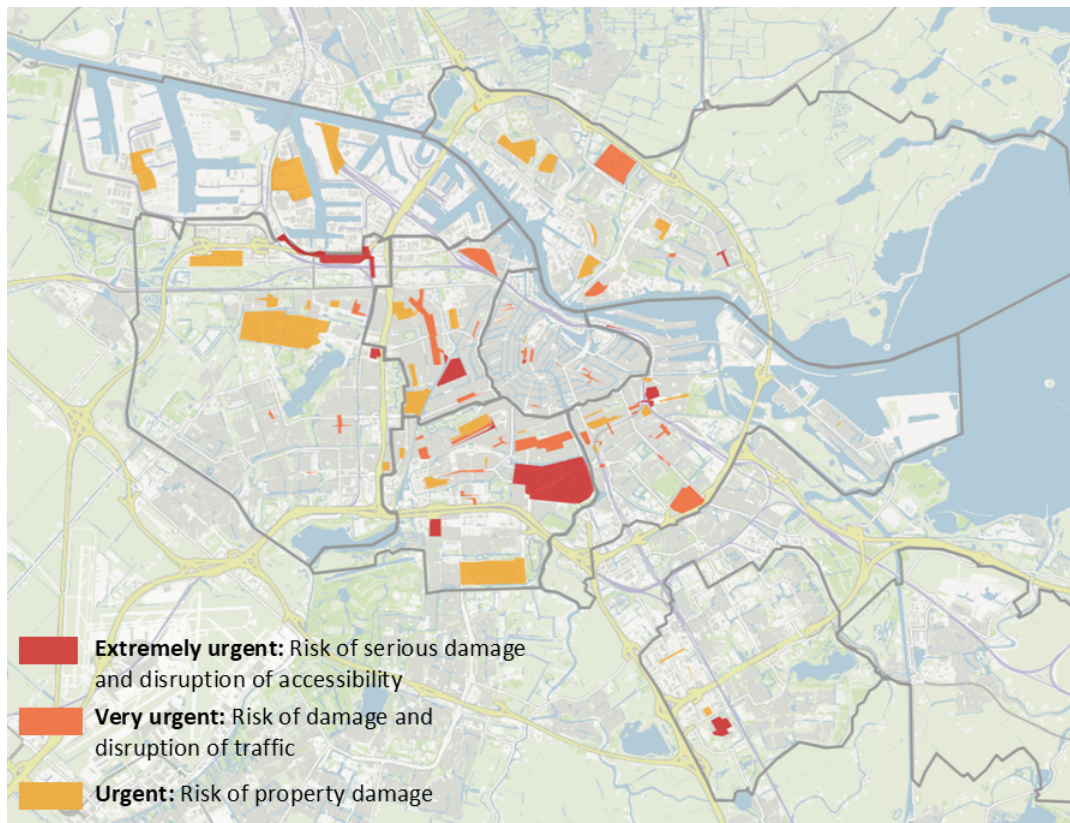 Extremely urgent: Risk of serious damage
and disruption of accessibility
Very urgent: Risk of damage and
disruption of traffic
Urgent: Risk of property damage